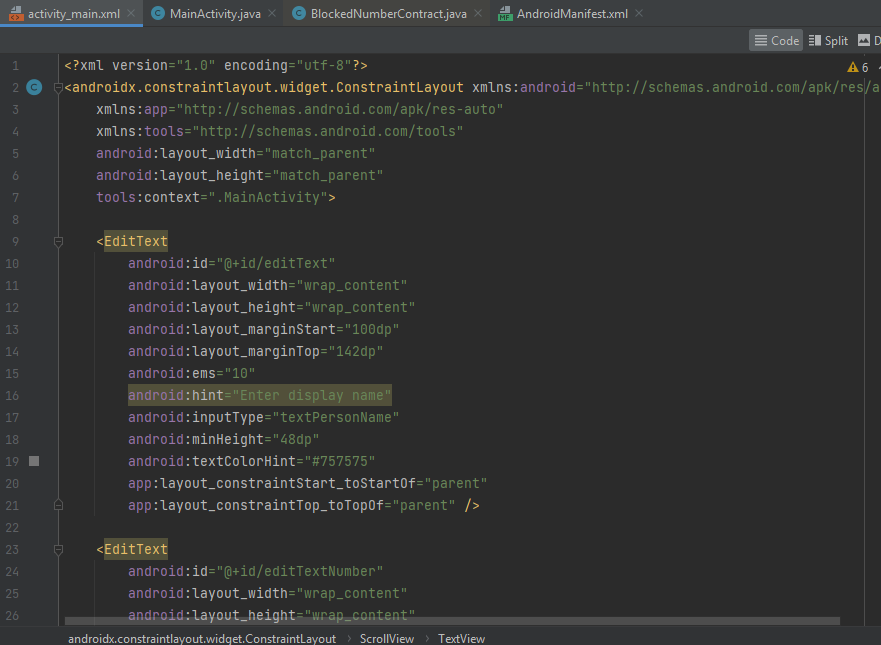 activity_main.xml MainActivity.java BlockedNumberContract.java AndroidManifest.xml
Code Split D
1 <?xml version="1.0" encoding="utf-8"?> 6
2 <androidx.constraintlayout.widget.ConstraintLayout xmlns:android="http://schemas.android.com/apk/res/a
3 xmlns:app="http://schemas.android.com/apk/res-auto"
4 xmlns:tools="http://schemas.android.com/tools"
5 android:layout_width="match_parent"
6 android:layout_height="match_parent"
7 tools:context=".MainActivity">
8
9 <EditText
10 android:id="@+id/editText"
11 android:layout_width="wrap_content"
12 android:layout_height="wrap_content"
13 android:layout_marginStart="100dp"
14 android:layout_marginTop="142dp"
15 android:ems="10"
16 android:hint="Enter display name"
17 android:inputType="textPersonName"
18 android:minHeight="48dp"
19 android:textColorHint="#757575"
20 app:layout_constraintStart_toStartOf="parent"
21 app:layout_constraintTop_toTopOf="parent" />
22
23 <EditText
24 android:id="@+id/editTextNumber"
25 android:layout_width="wrap_content"
26 android:layout_height="wrap_content"
androidx.constraintlayout.widget.ConstraintLayout › ScrollView › TextView